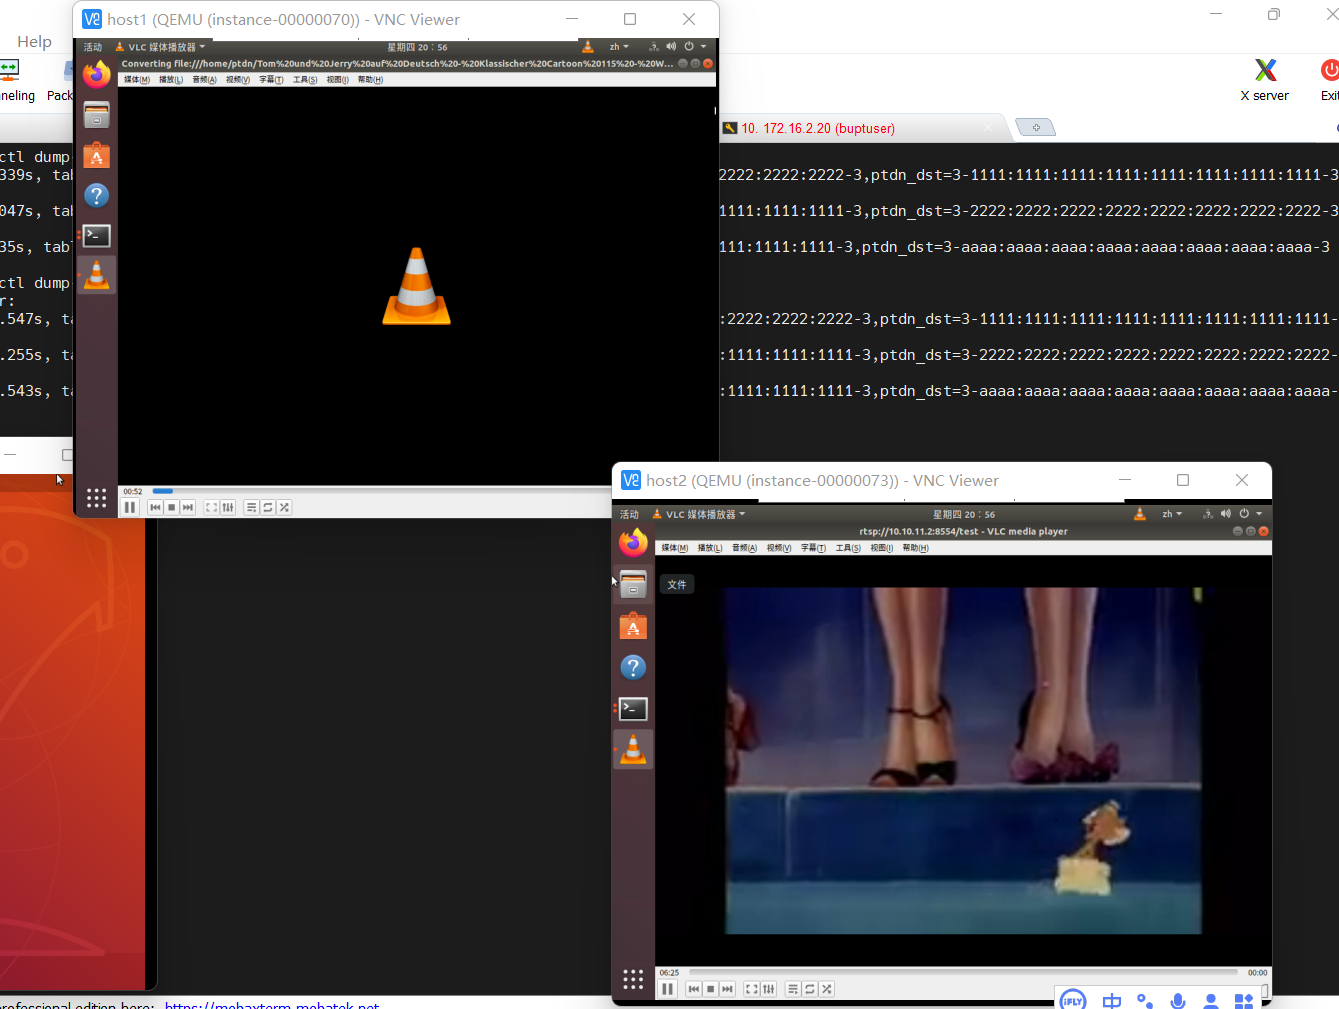 host1 (QEMU (instance-00000070)) - VNC Viewer
Help
活动
VLC 媒体播放器
星期四 20：56
zh
Converting file:///home/ptdn/Tom%20und%20Jerry%20auf%20Deutsch%20-%20Klassischer%20Cartoon%20115%20-%20W...
媒体(M) 播放(L) 音频(A) 视频(V) 字幕(T) 工具(S) 视图(I) 帮助(H)
neling
Pack
X server
Exit
10. 172.16.2.20 (buptuser)
ctl dump
339s, tab
2222:2222:2222-3,ptdn_dst=3-1111:1111:1111:1111:1111:1111:1111:1111-3
047s, tab
1111:1111:1111-3,ptdn_dst=3-2222:2222:2222:2222:2222:2222:2222:2222-3
35s, tabl
111:1111:1111-3,ptdn_dst=3-aaaa:aaaa:aaaa:aaaa:aaaa:aaaa:aaaa:aaaa-3
ctl dump
r:
.547s, ta
:2222:2222:2222-3,ptdn_dst=3-1111:1111:1111:1111:1111:1111:1111:1111-
.255s, ta
:1111:1111:1111-3,ptdn_dst=3-2222:2222:2222:2222:2222:2222:2222:2222-
.543s, ta
:1111:1111:1111-3,ptdn_dst=3-aaaa:aaaa:aaaa:aaaa:aaaa:aaaa:aaaa:aaaa-
00:52
host2 (QEMU (instance-00000073)) - VNC Viewer
活动
VLC 媒体播放器
星期四 20：56
zh
rtsp://10.10.11.2:8554/test - VLC media player
媒体(M) 播放(L) 音频(A) 视频(V) 字幕(T) 工具(S) 视图(I) 帮助(H)
文件
06:25
00:00
iFLY
中
professional edition here: https://mobaxterm.mobatek.net